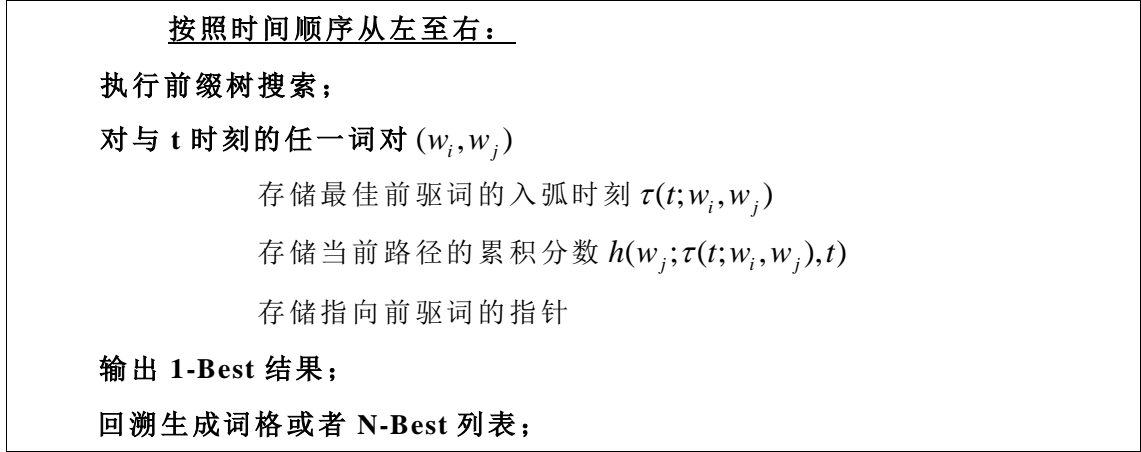 按照时间顺序从左至右：
执行前缀树搜索；
对与 t 时刻的任一词对 (w_i, w_j)
存储最佳前驱词的入弧时刻 τ(t; w_i, w_j)
存储当前路径的累积分数 h(w_j; τ(t; w_i, w_j), t)
存储指向前驱词的指针
输出 1-Best 结果；
回溯生成词格或者 N-Best 列表；